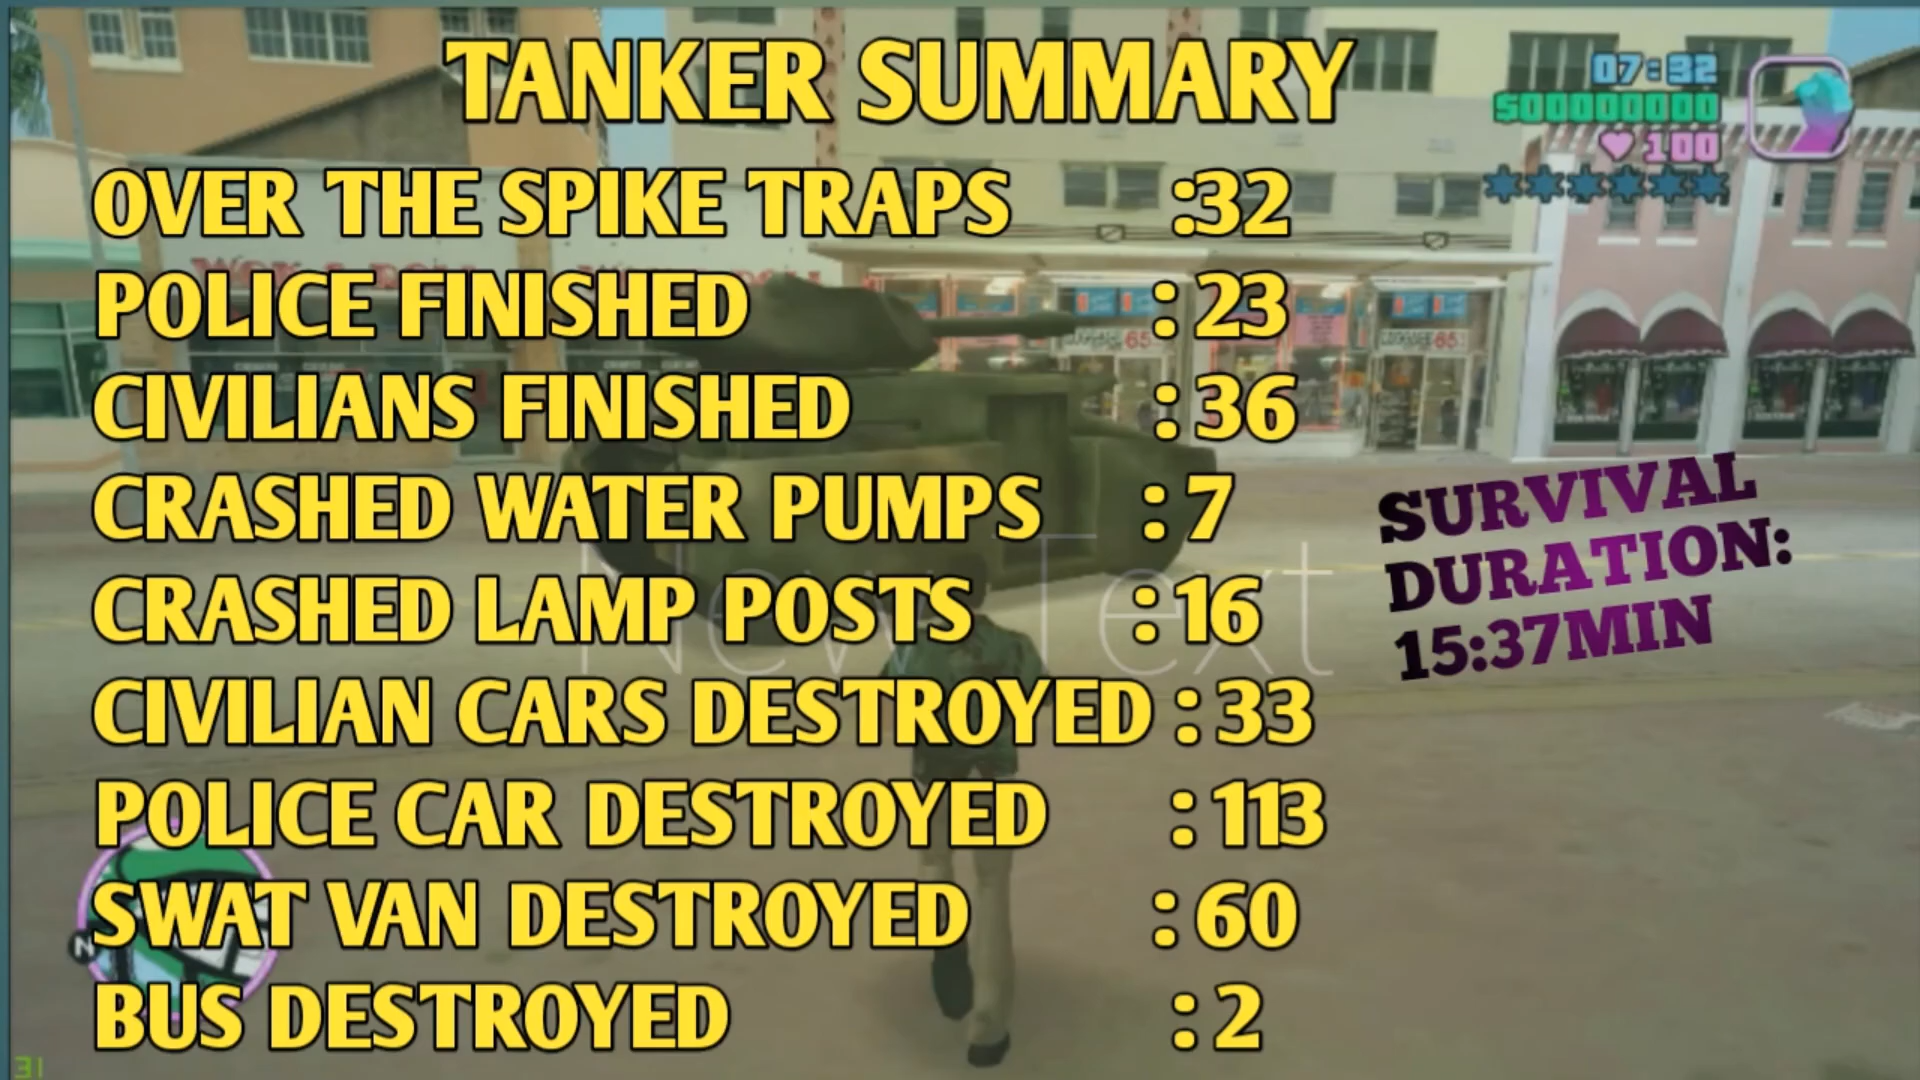 TANKER SUMMARY
07:32
$00000000
100
OVER THE SPIKE TRAPS :32
POLICE FINISHED : 23
CIVILIANS FINISHED : 36
CRASHED WATER PUMPS : 7
CRASHED LAMP POSTS : 16
CIVILIAN CARS DESTROYED : 33
POLICE CAR DESTROYED : 113
SWAT VAN DESTROYED : 60
BUS DESTROYED : 2
SURVIVAL
DURATION:
15:37MIN
New Text
65
N
31